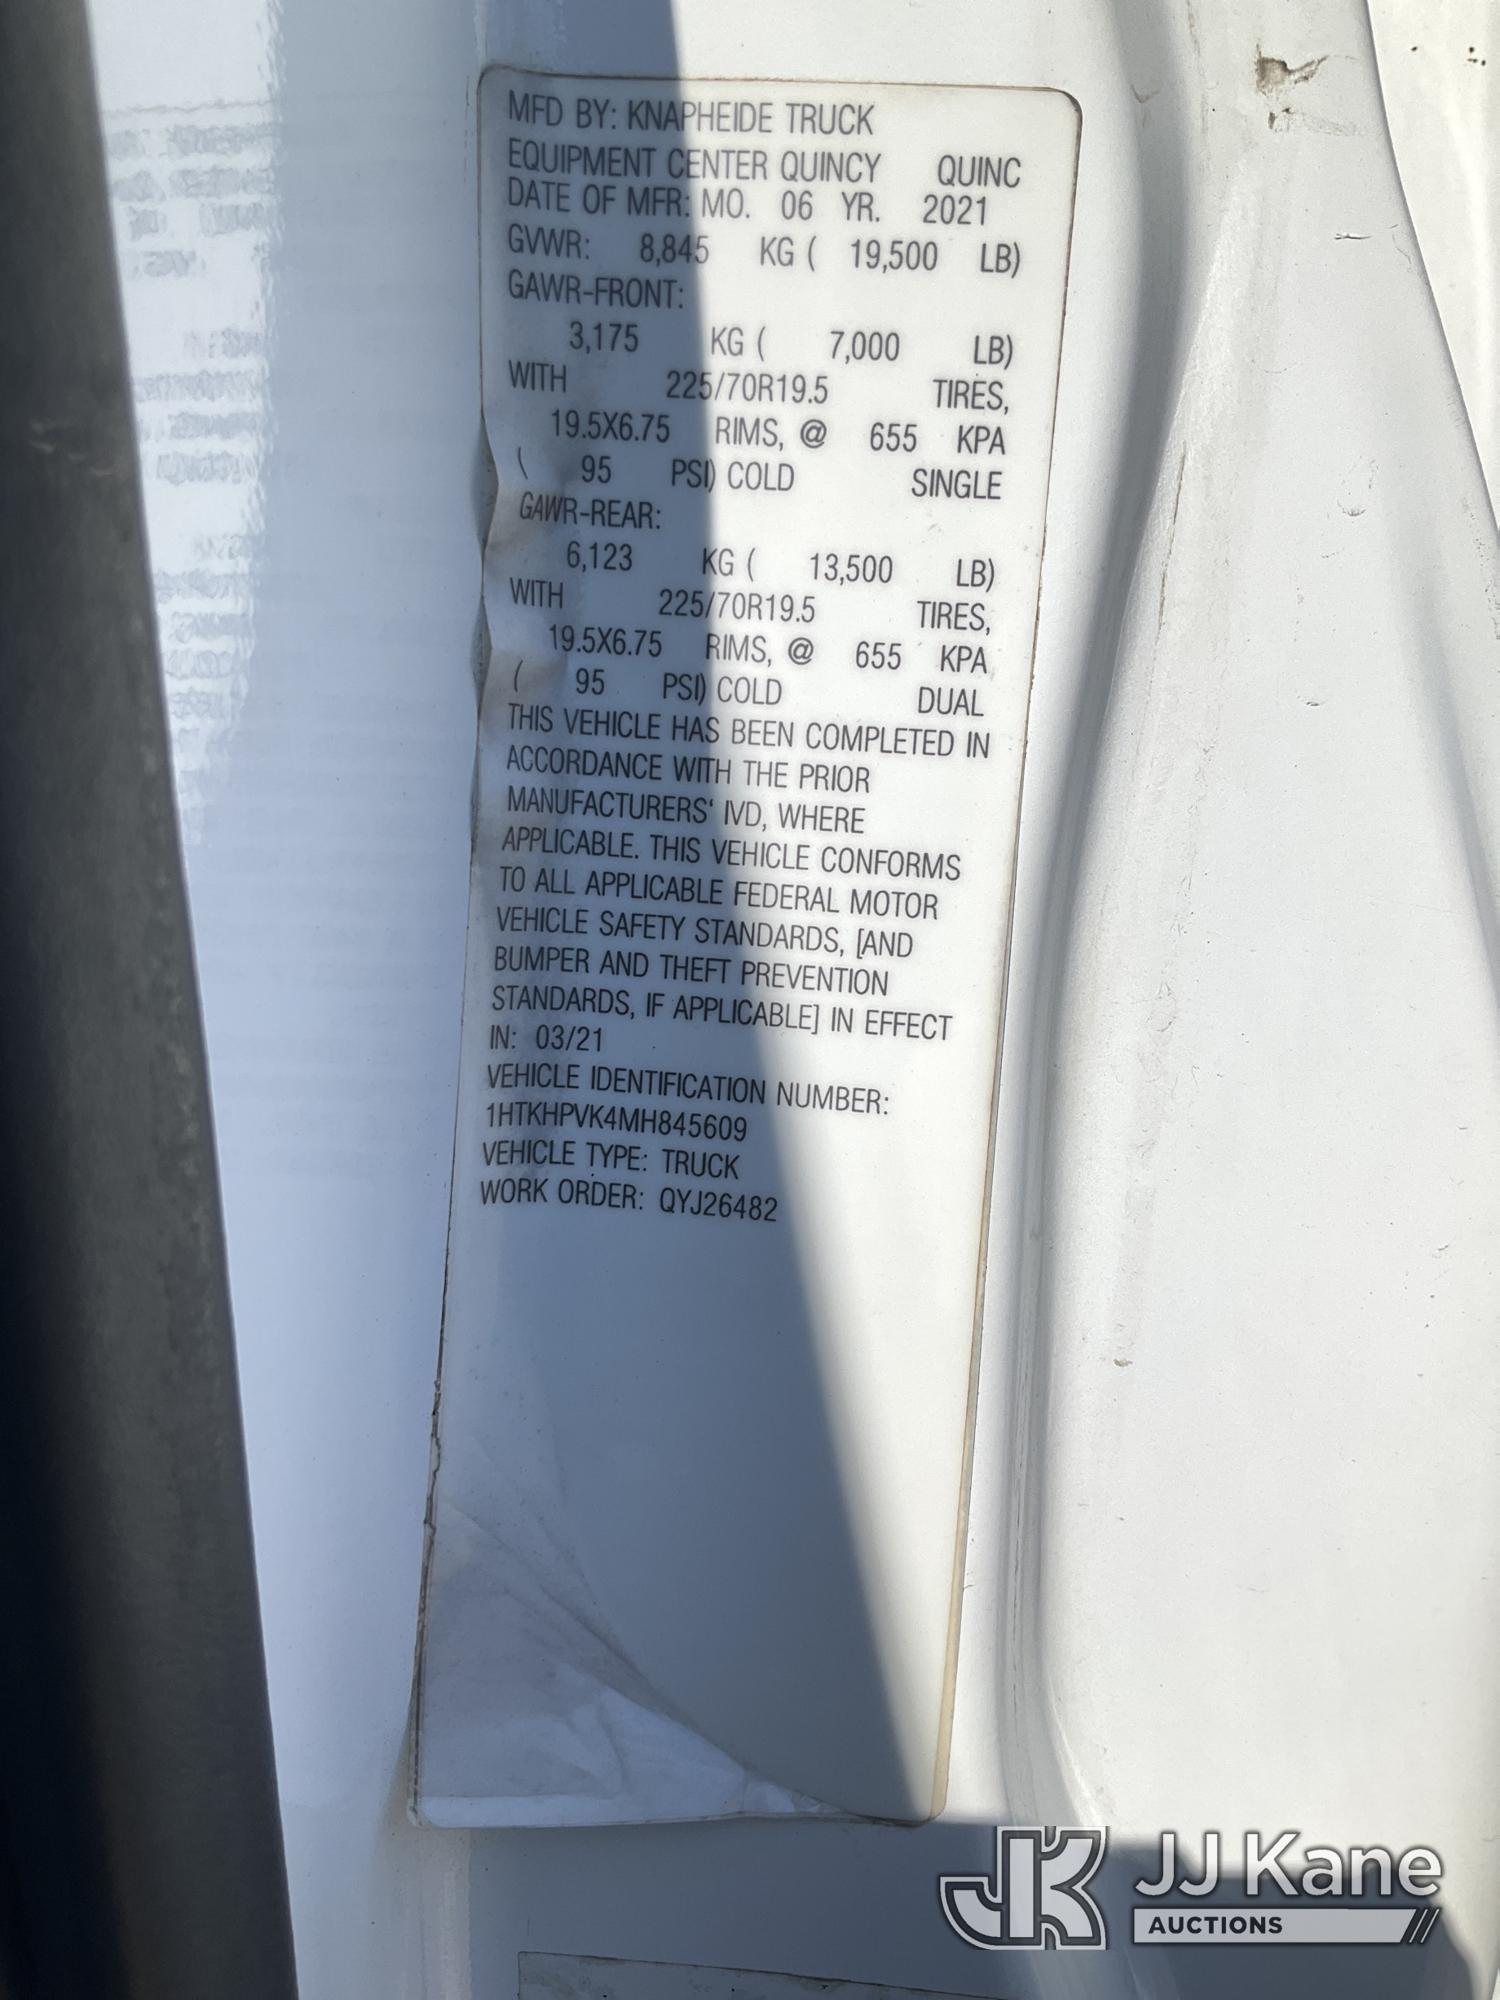 MFD BY: KNAPHEIDE TRUCK
EQUIPMENT CENTER QUINCY QUINC
DATE OF MFR: MO. 06 YR. 2021
GVWR: 8,845 KG ( 19,500 LB)
GAWR-FRONT:
3,175 KG ( 7,000 LB)
WITH 225/70R19.5 TIRES,
19.5X6.75 RIMS, @ 655 KPA
( 95 PSI) COLD SINGLE
GAWR-REAR:
6,123 KG ( 13,500 LB)
WITH 225/70R19.5 TIRES,
19.5X6.75 RIMS, @ 655 KPA
( 95 PSI) COLD DUAL
THIS VEHICLE HAS BEEN COMPLETED IN
ACCORDANCE WITH THE PRIOR
MANUFACTURERS' IVD, WHERE
APPLICABLE. THIS VEHICLE CONFORMS
TO ALL APPLICABLE FEDERAL MOTOR
VEHICLE SAFETY STANDARDS, [AND
BUMPER AND THEFT PREVENTION
STANDARDS, IF APPLICABLE] IN EFFECT
IN: 03/21
VEHICLE IDENTIFICATION NUMBER:
1HTKHPVK4MH845609
VEHICLE TYPE: TRUCK
WORK ORDER: QYJ26482
JK JJ Kane
AUCTIONS